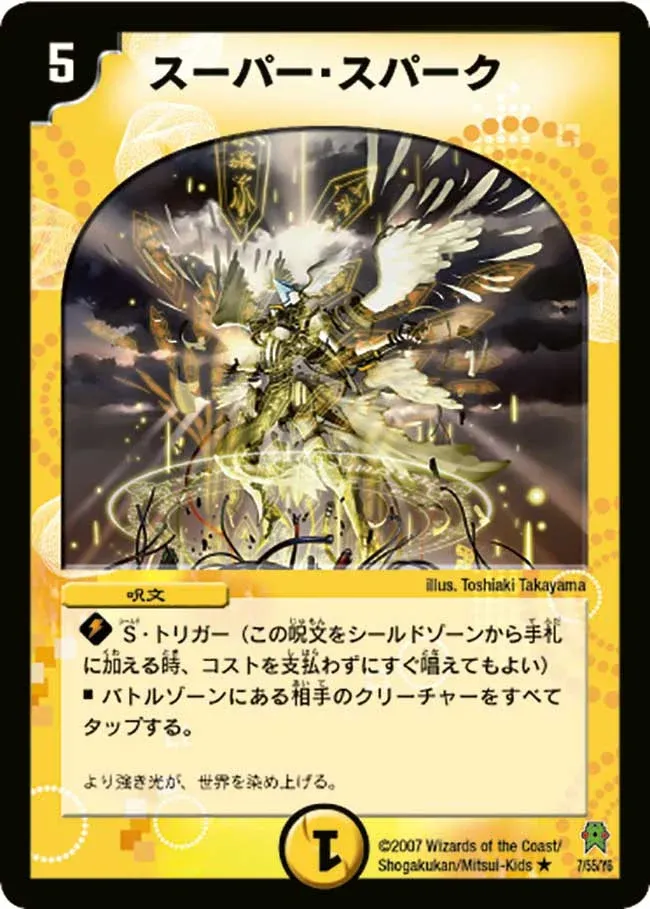 5
スーパー・スパーク
illus. Toshiaki Takayama
呪文
S・トリガー（この呪文をシールドゾーンから手札
に加える時、コストを支払わずにすぐ唱えてもよい）
■ バトルゾーンにある相手のクリーチャーをすべて
タップする。
より強き光が、世界を染め上げる。
1
©2007 Wizards of the Coast/
Shogakukan/Mitsui-Kids ★
7/55/Y6